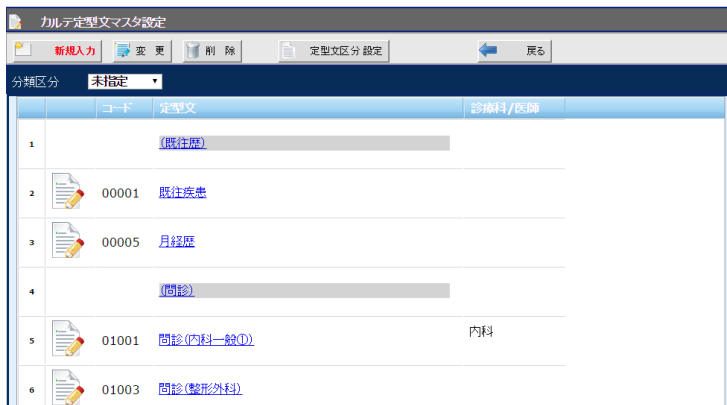 カルテ定型文マスタ設定
新規入力 変 更 削 除 定型文区分設定 戻る
分類区分 未指定
コード 定型文 診療科/医師
1 (既往歴)
2 00001 既往疾患
3 00005 月経歴
4 (問診)
5 01001 問診(内科一般①) 内科
6 01003 問診(整形外科)